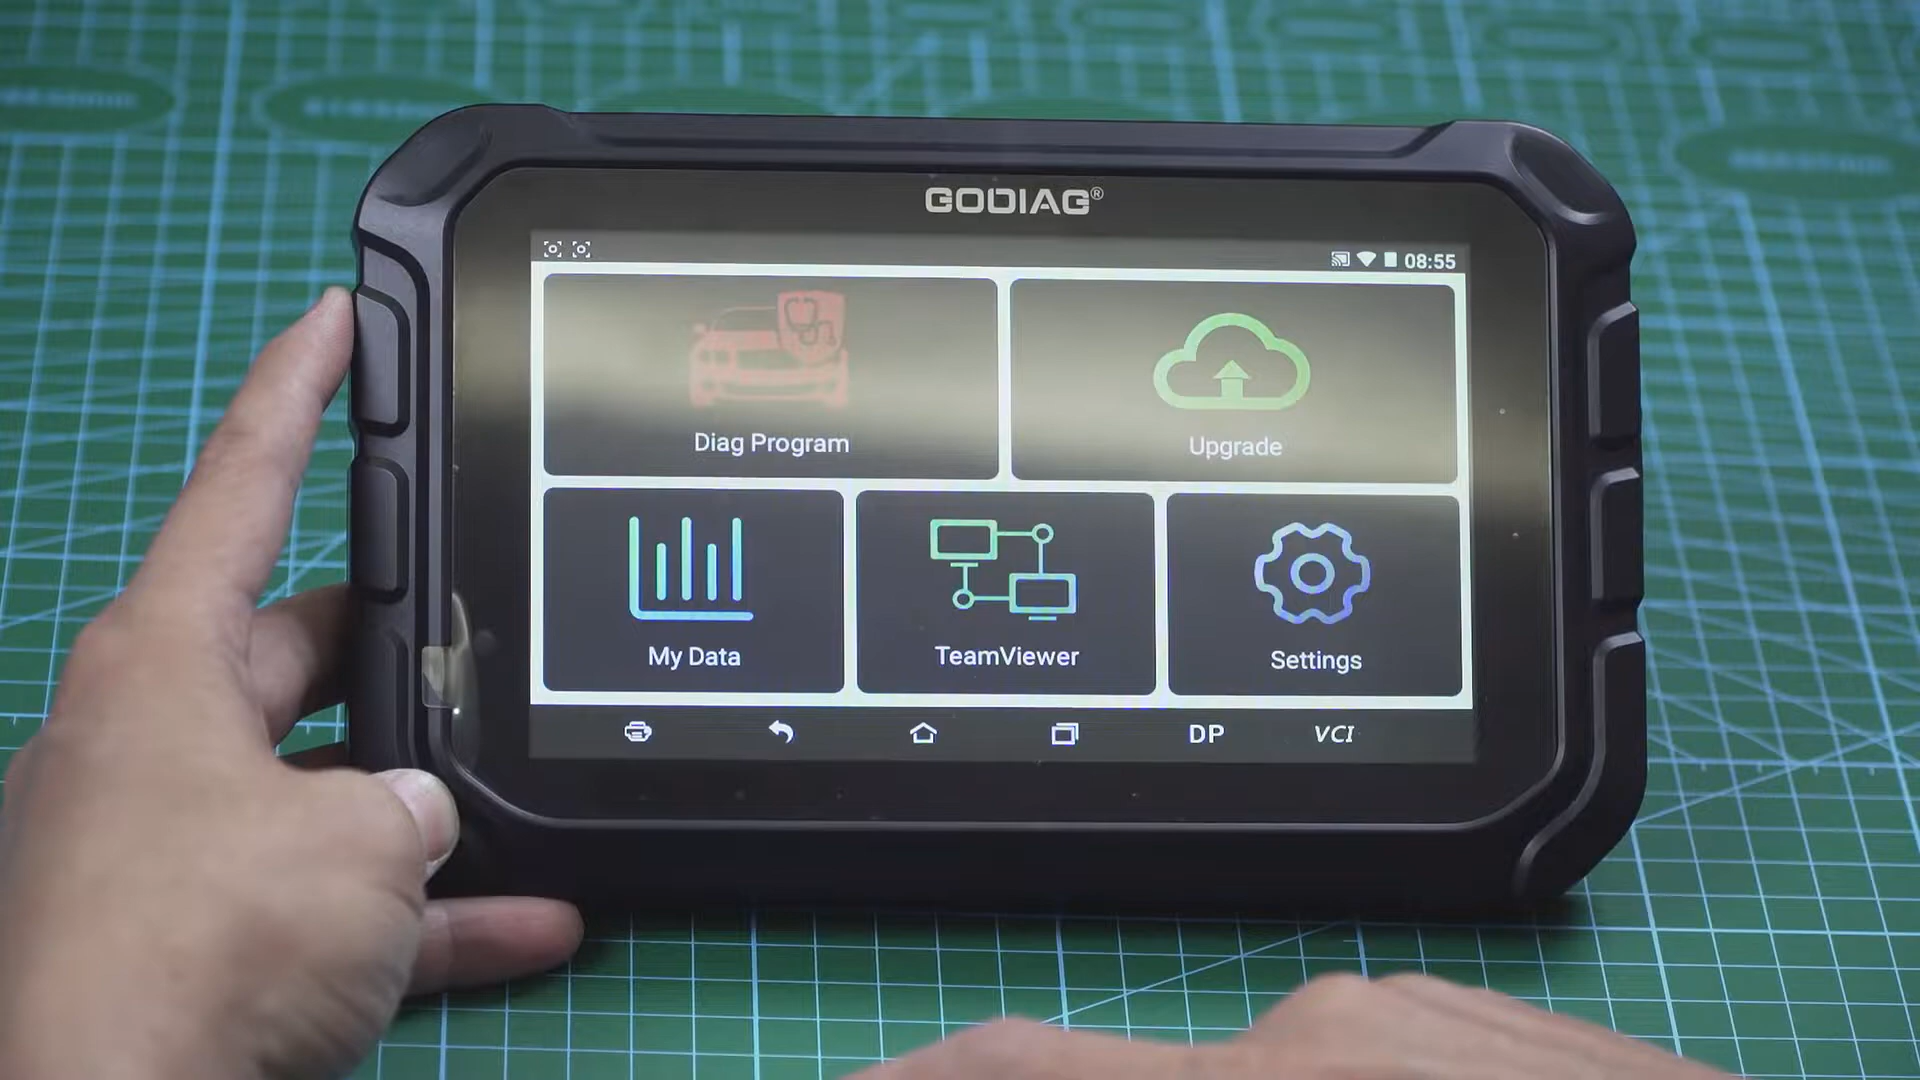 GODIAG®
08:55
Diag Program
Upgrade
My Data
TeamViewer
Settings
DP
VCI